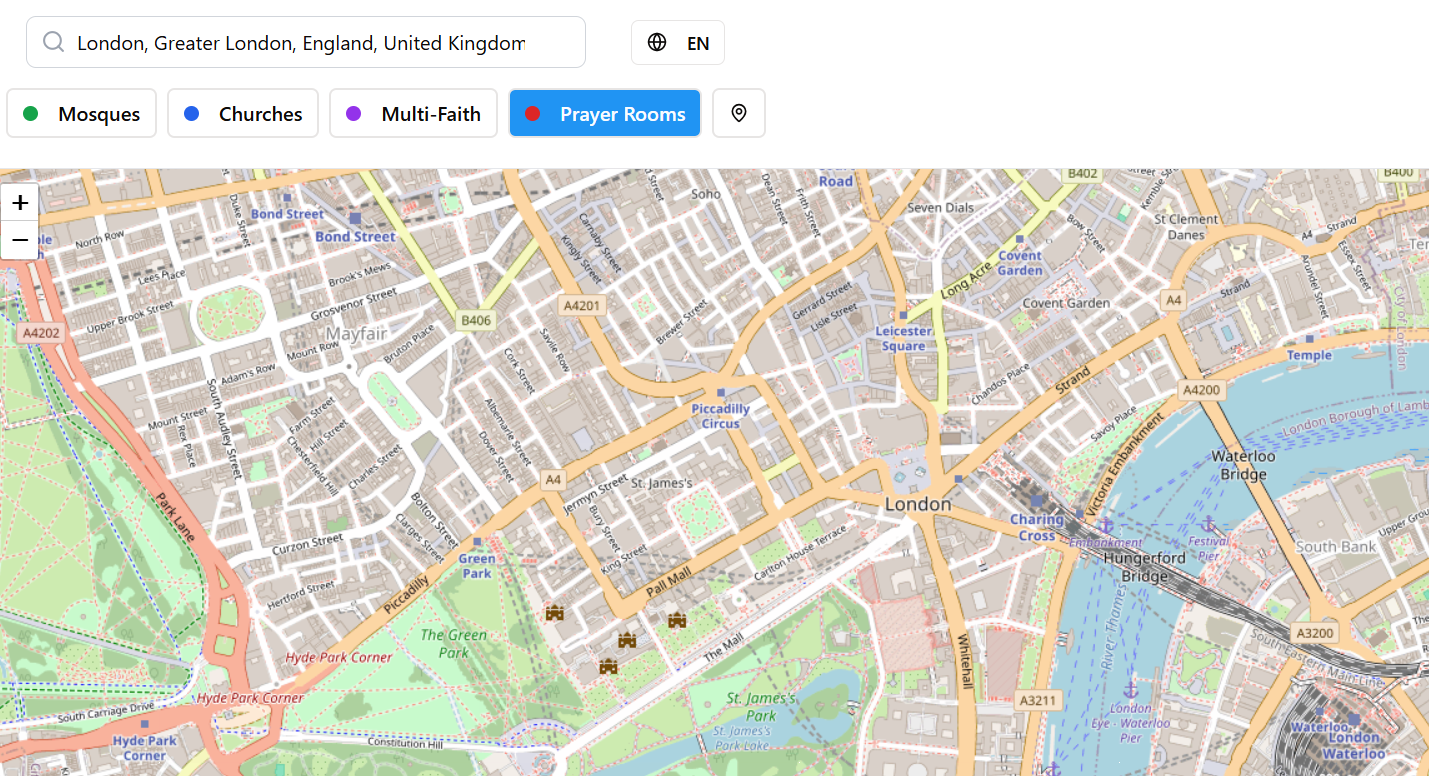 London, Greater London, England, United Kingdom
EN
Mosques
Churches
Multi-Faith
Prayer Rooms
+
−
Bond Street
Bond Street
North Row
Duke Street
Lees Place
Brook's Mews
Upper Brook Street
Grosvenor Street
Mayfair
Mount Row
Bruton Place
Adam's Row
Mount Street
Rex Place
South Audley Street
Farm Street
Hill Street
Chesterfield Hill
Charles Street
Park Lane
Curzon Street
Hertford Street
Clarges Street
Bolton Street
A4202
B406
A4201
Soho
Carnaby Street
Kingly Street
Dean Street
Frith Street
Road
Seven Dials
B402
B400
Kemble Street
Bow Street
St Clement
Danes
A4
Strand
Essex Street
Arundel Street
City of London
Covent
Garden
Long Acre
Covent Garden
A4
Strand
Gerrard Street
Lisle Street
Brewer Street
Leicester
Square
Savile Row
Cork Street
Albemarle Street
Dover Street
Piccadilly
Circus
Chandos Place
Strand
Temple
A4200
Savoy Place
Victoria Embankment
London Borough of Lamb
Waterloo
Bridge
A4
Jermyn Street
St. James's
Bury Street
King Street
Pall Mall
Carlton House Terrace
London
Charing
Cross
Embankment
Festival
Pier
Hungerford
Bridge
South Bank
Upper Grou
Green
Park
Piccadilly
The Green
Park
Hyde Park Corner
Hyde Park Corner
South Carriage Drive
Hyde Park
Corner
Constitution Hill
The Mall
St. James's
Park
St. James's
Park Lake
Whitehall
A3211
River Thames
London
Eye - Waterloo
Pier
A3200
South Eastern Main Line
Waterloo
London
Waterloo